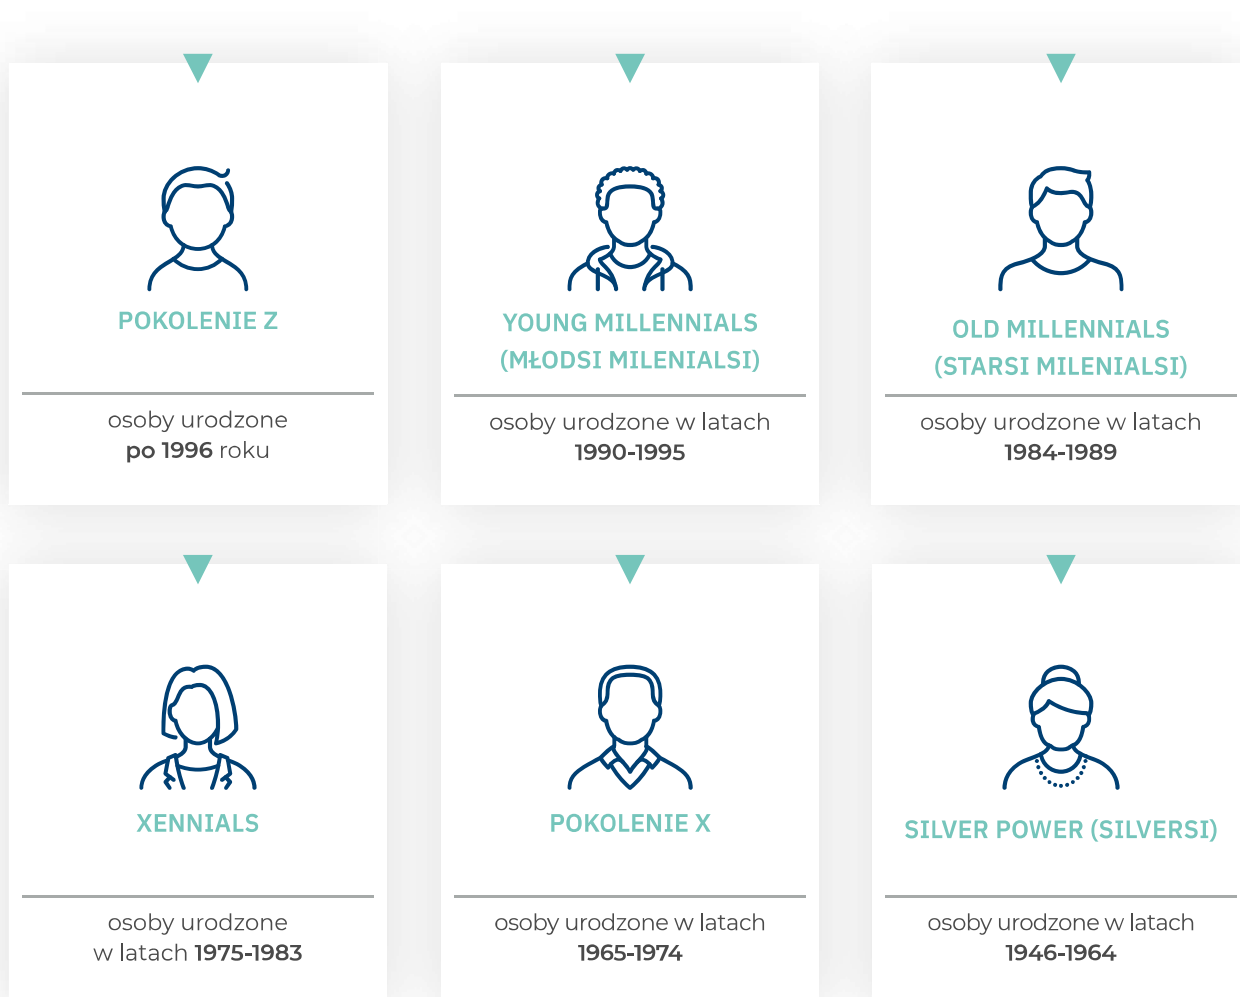 POKOLENIE Z
osoby urodzone
po 1996 roku
YOUNG MILLENNIALS
(MŁODSI MILENIALSI)
osoby urodzone w latach
1990-1995
OLD MILLENNIALS
(STARSI MILENIALSI)
osoby urodzone w latach
1984-1989
XENNIALS
osoby urodzone
w latach 1975-1983
POKOLENIE X
osoby urodzone w latach
1965-1974
SILVER POWER (SILVERSI)
osoby urodzone w latach
1946-1964